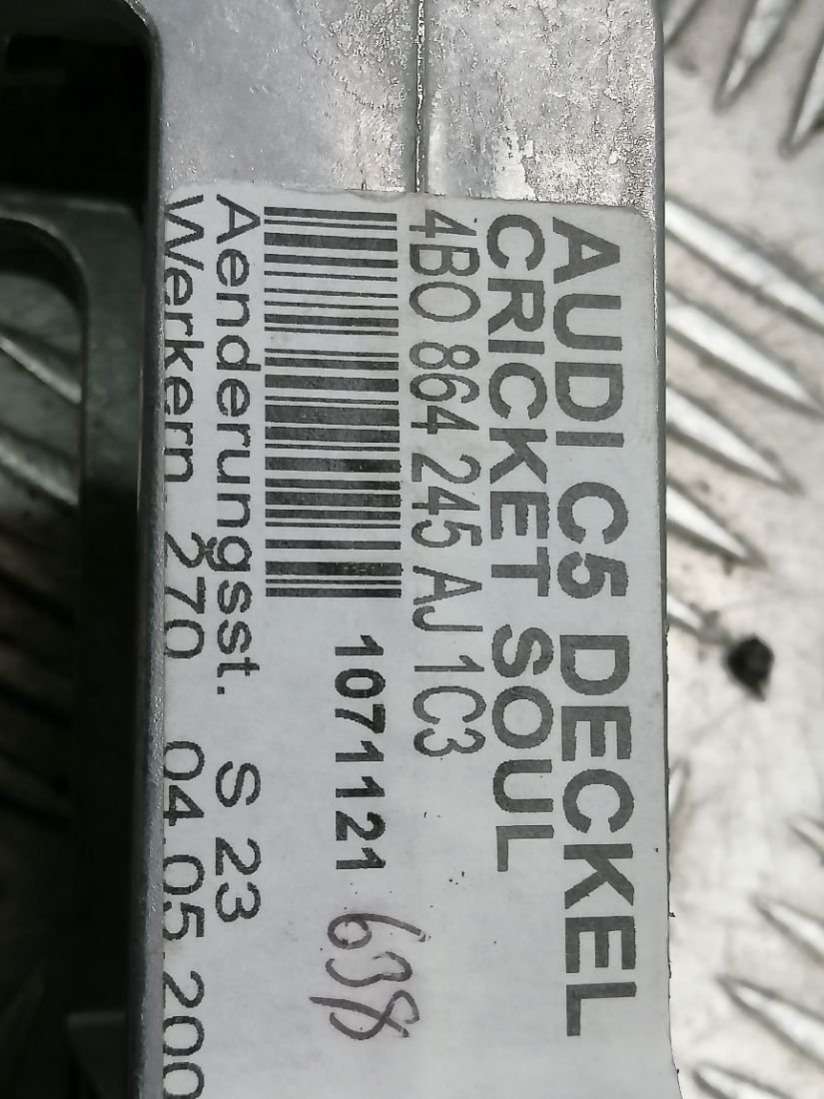 AUDI C5 DECKEL
CRICKET SOUL
4B0 864 245 AJ 1C3
1071121 638
Aenderungsst. S 23
Werkern 270 04.05.200